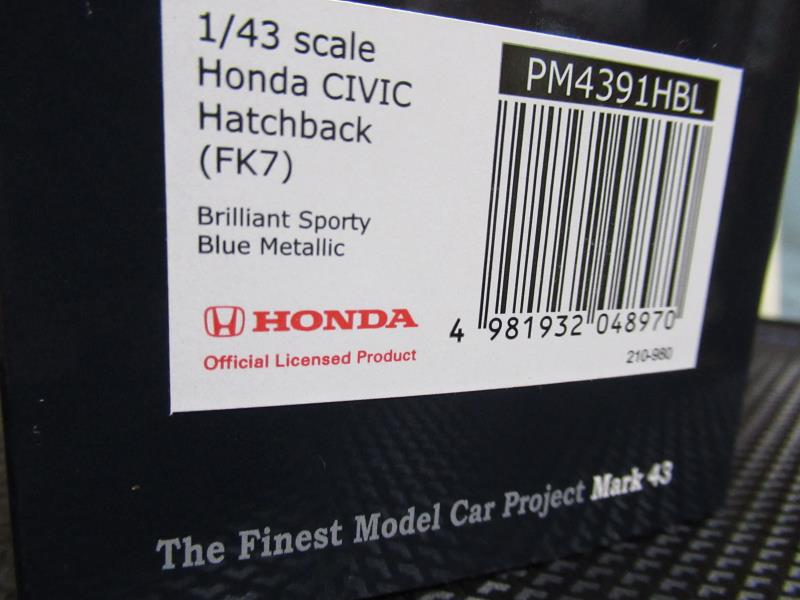 1/43 scale
Honda CIVIC
Hatchback
(FK7)
Brilliant Sporty
Blue Metallic
HONDA
Official Licensed Product
PM4391HBL
4 981932 048970
210-980
The Finest Model Car Project Mark 43